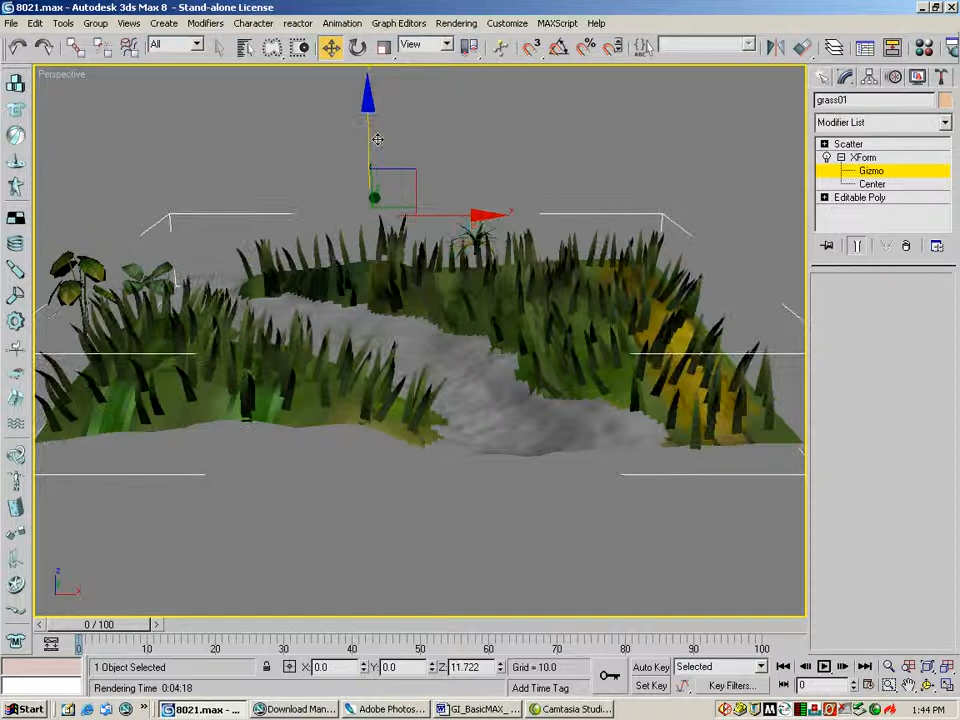 8021.max - Autodesk 3ds Max 8 - Stand-alone License
File Edit Tools Group Views Create Modifiers Character reactor Animation Graph Editors Rendering Customize MAXScript Help
All View
Perspective
grass01
Modifier List
Scatter
XForm
Gizmo
Center
Editable Poly
z
x
0 / 100
10 20 30 40 50 60 70 80 90 100
1 Object Selected X: 0.0 Y: 0.0 Z: 11.722 Grid = 10.0 Auto Key Selected
Rendering Time 0:04:18 Add Time Tag Set Key Key Filters... 0
Start 8021.max - ... Download Man... Adobe Photos... GI_BasicMAX_... Camtasia Studi... 1:44 PM